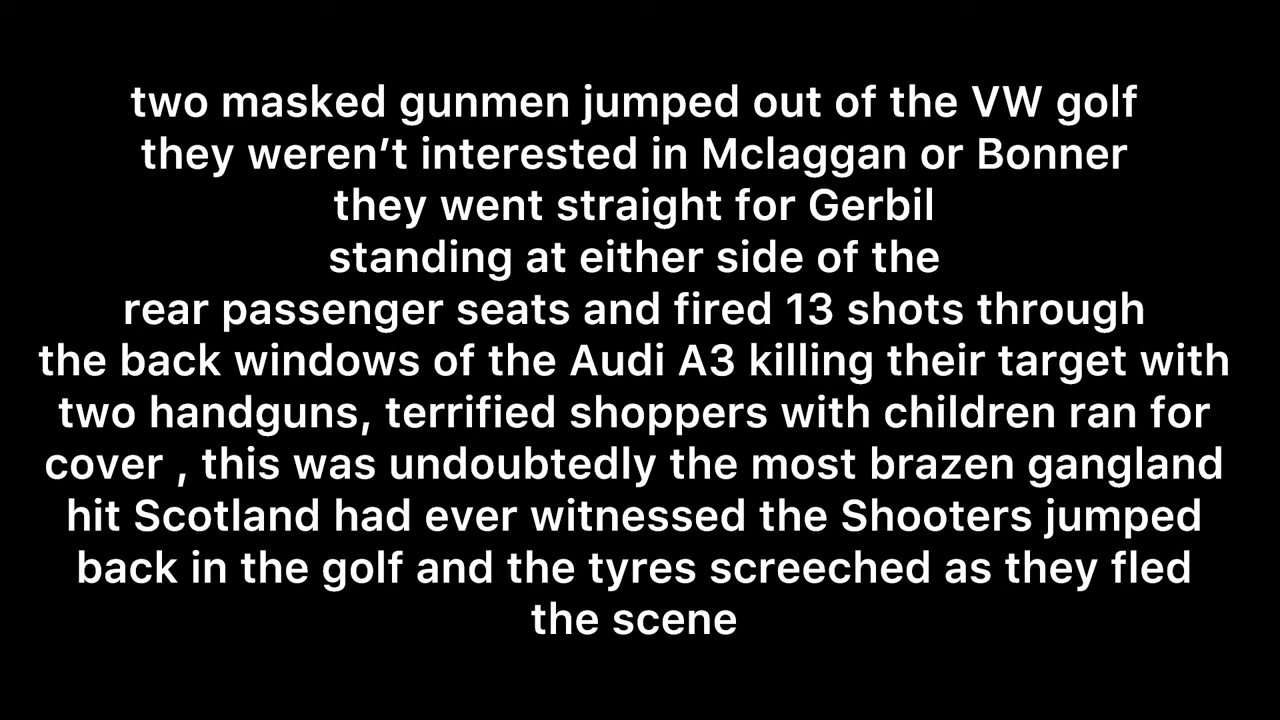 two masked gunmen jumped out of the VW golf
they weren’t interested in Mclaggan or Bonner
they went straight for Gerbil
standing at either side of the
rear passenger seats and fired 13 shots through
the back windows of the Audi A3 killing their target with
two handguns, terrified shoppers with children ran for
cover , this was undoubtedly the most brazen gangland
hit Scotland had ever witnessed the Shooters jumped
back in the golf and the tyres screeched as they fled
the scene